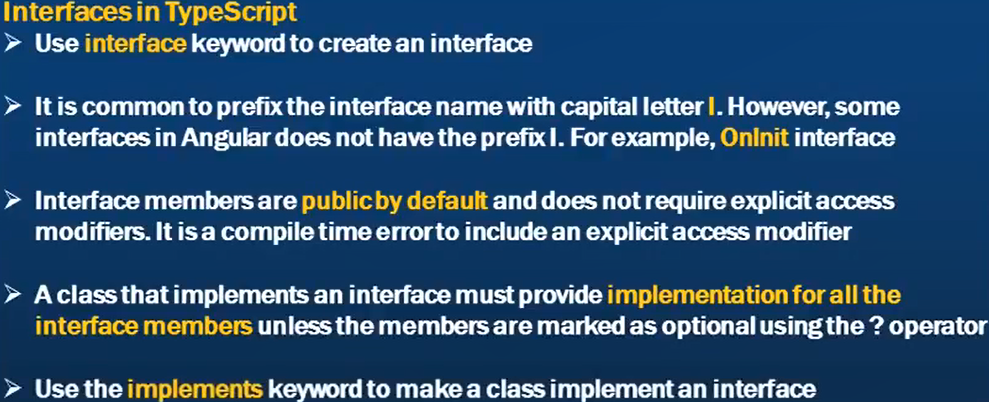 Interfaces in TypeScript
➢ Use interface keyword to create an interface
➢ It is common to prefix the interface name with capital letter I. However, some
interfaces in Angular does not have the prefix I. For example, OnInit interface
➢ Interface members are public by default and does not require explicit access
modifiers. It is a compile time error to include an explicit access modifier
➢ A class that implements an interface must provide implementation for all the
interface members unless the members are marked as optional using the ? operator
➢ Use the implements keyword to make a class implement an interface